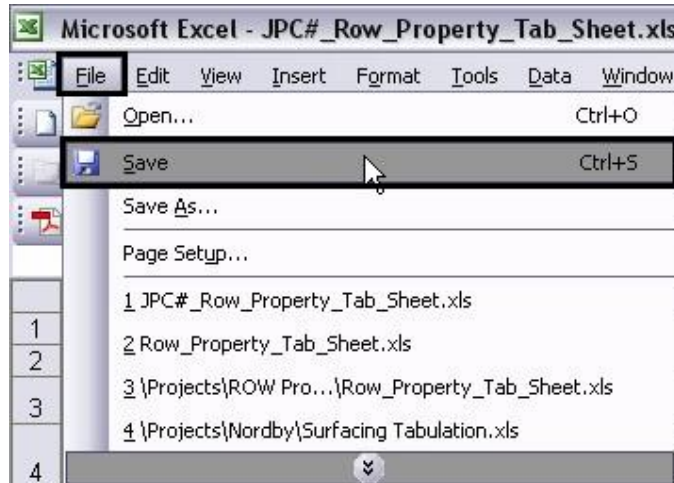 Microsoft Excel - JPC#_Row_Property_Tab_Sheet.xls
File Edit View Insert Format Tools Data Window
Open... Ctrl+O
Save Ctrl+S
Save As...
Page Setup...
1 JPC#_Row_Property_Tab_Sheet.xls
2 Row_Property_Tab_Sheet.xls
3 \Projects\ROW Pro...\Row_Property_Tab_Sheet.xls
4 \Projects\Nordby\Surfacing Tabulation.xls
1
2
3
4